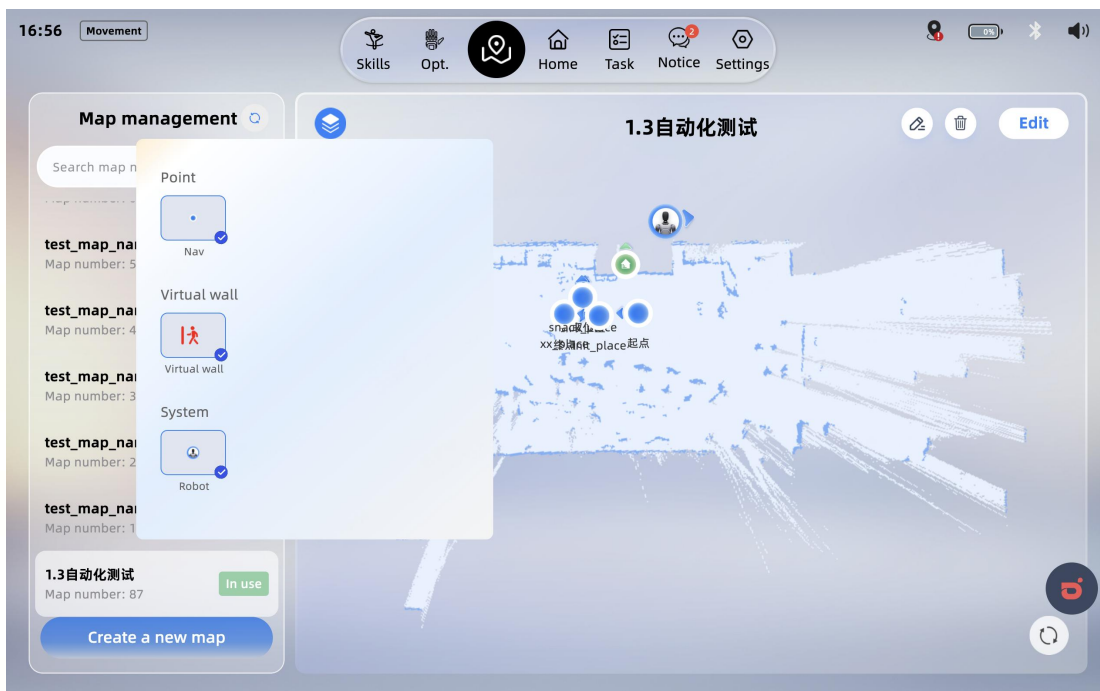 16:56 Movement
0%
Skills Opt. Home Task Notice 2 Settings
Map management
1.3自动化测试
Edit
Search map n
Point
Nav
Virtual wall
Virtual wall
System
Robot
test_map_nar
Map number: 5
test_map_nar
Map number: 4
test_map_nar
Map number: 3
test_map_nar
Map number: 2
test_map_nar
Map number: 1
1.3自动化测试
Map number: 87
In use
Create a new map
起点